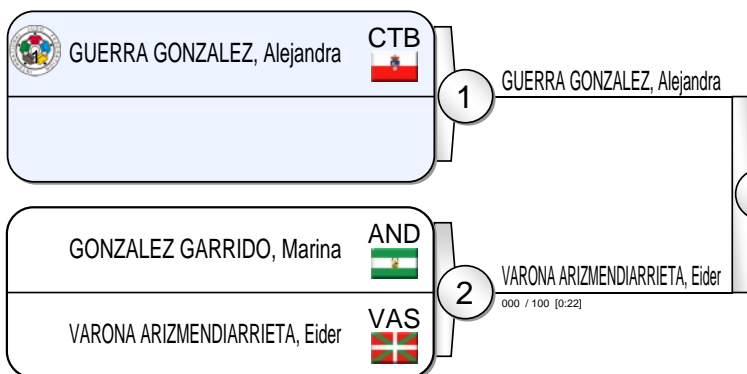 CTB
GUERRA GONZALEZ, Alejandra
1
1
GUERRA GONZALEZ, Alejandra
AND
GONZALEZ GARRIDO, Marina
2
VARONA ARIZMENDIARRIETA, Eider
000 / 100 [0:22]
VAS
VARONA ARIZMENDIARRIETA, Eider